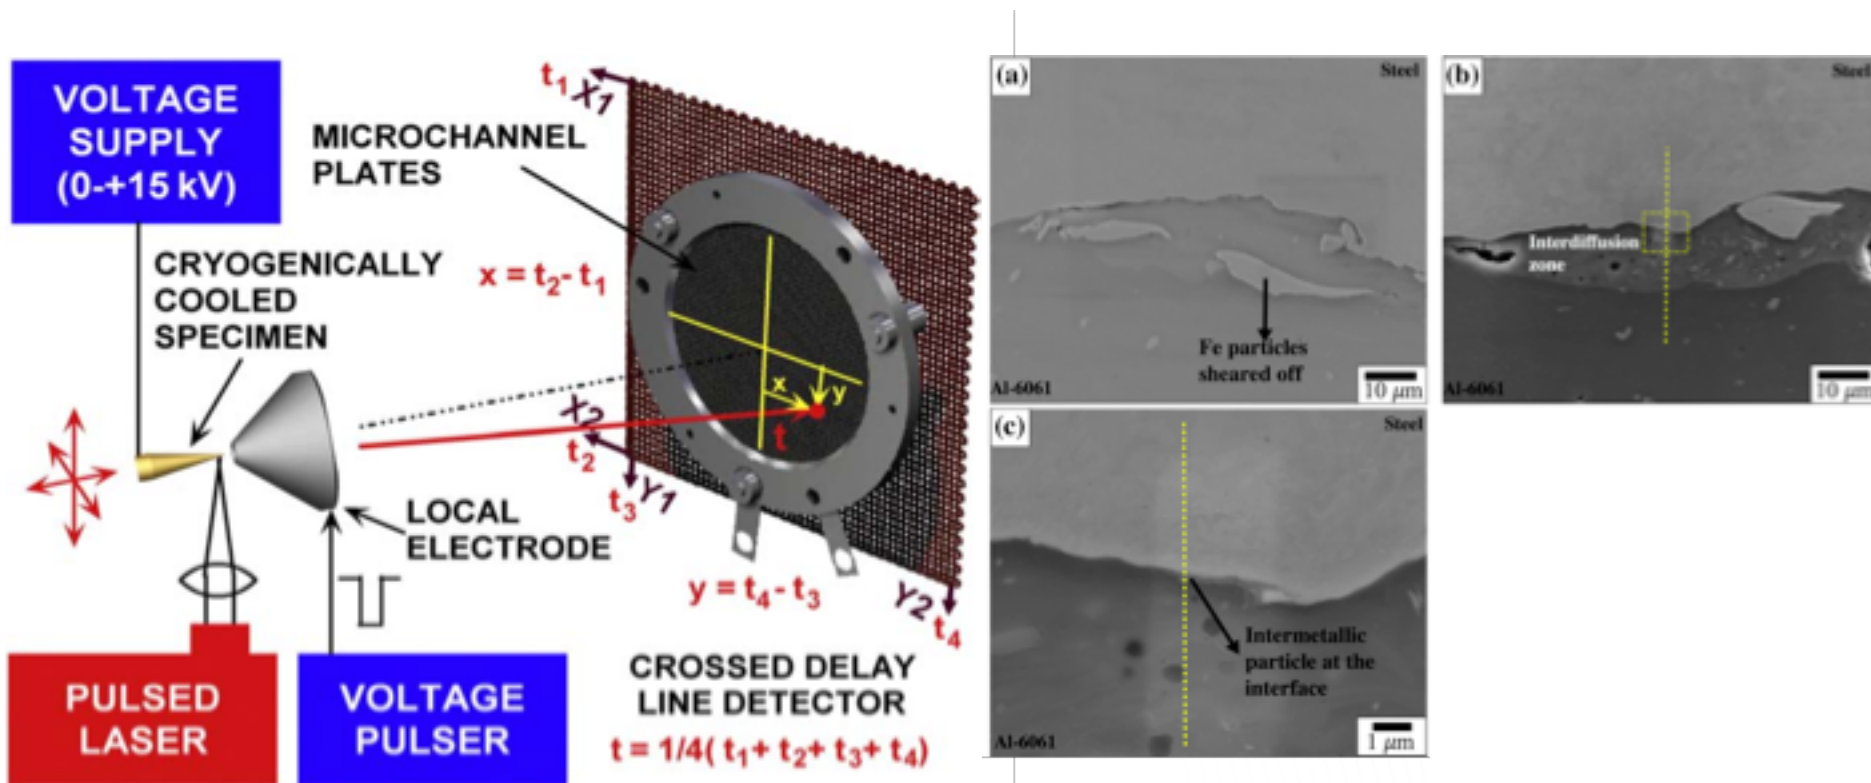 VOLTAGE
SUPPLY
(0-+15 kV)
CRYOGENICALLY
COOLED
SPECIMEN
MICROCHANNEL
PLATES
t1
X1
x = t2- t1
x
y
t
X2
t2
t3
Y1
LOCAL
ELECTRODE
y = t4- t3
Y2
t4
PULSED
LASER
VOLTAGE
PULSER
CROSSED DELAY
LINE DETECTOR
t = 1/4( t1+ t2+ t3+ t4)
(a)
Steel
Fe particles
sheared off
Al-6061
10 μm
(b)
Steel
Interdiffusion
zone
Al-6061
10 μm
(c)
Steel
Intermetallic
particle at the
interface
Al-6061
1 μm